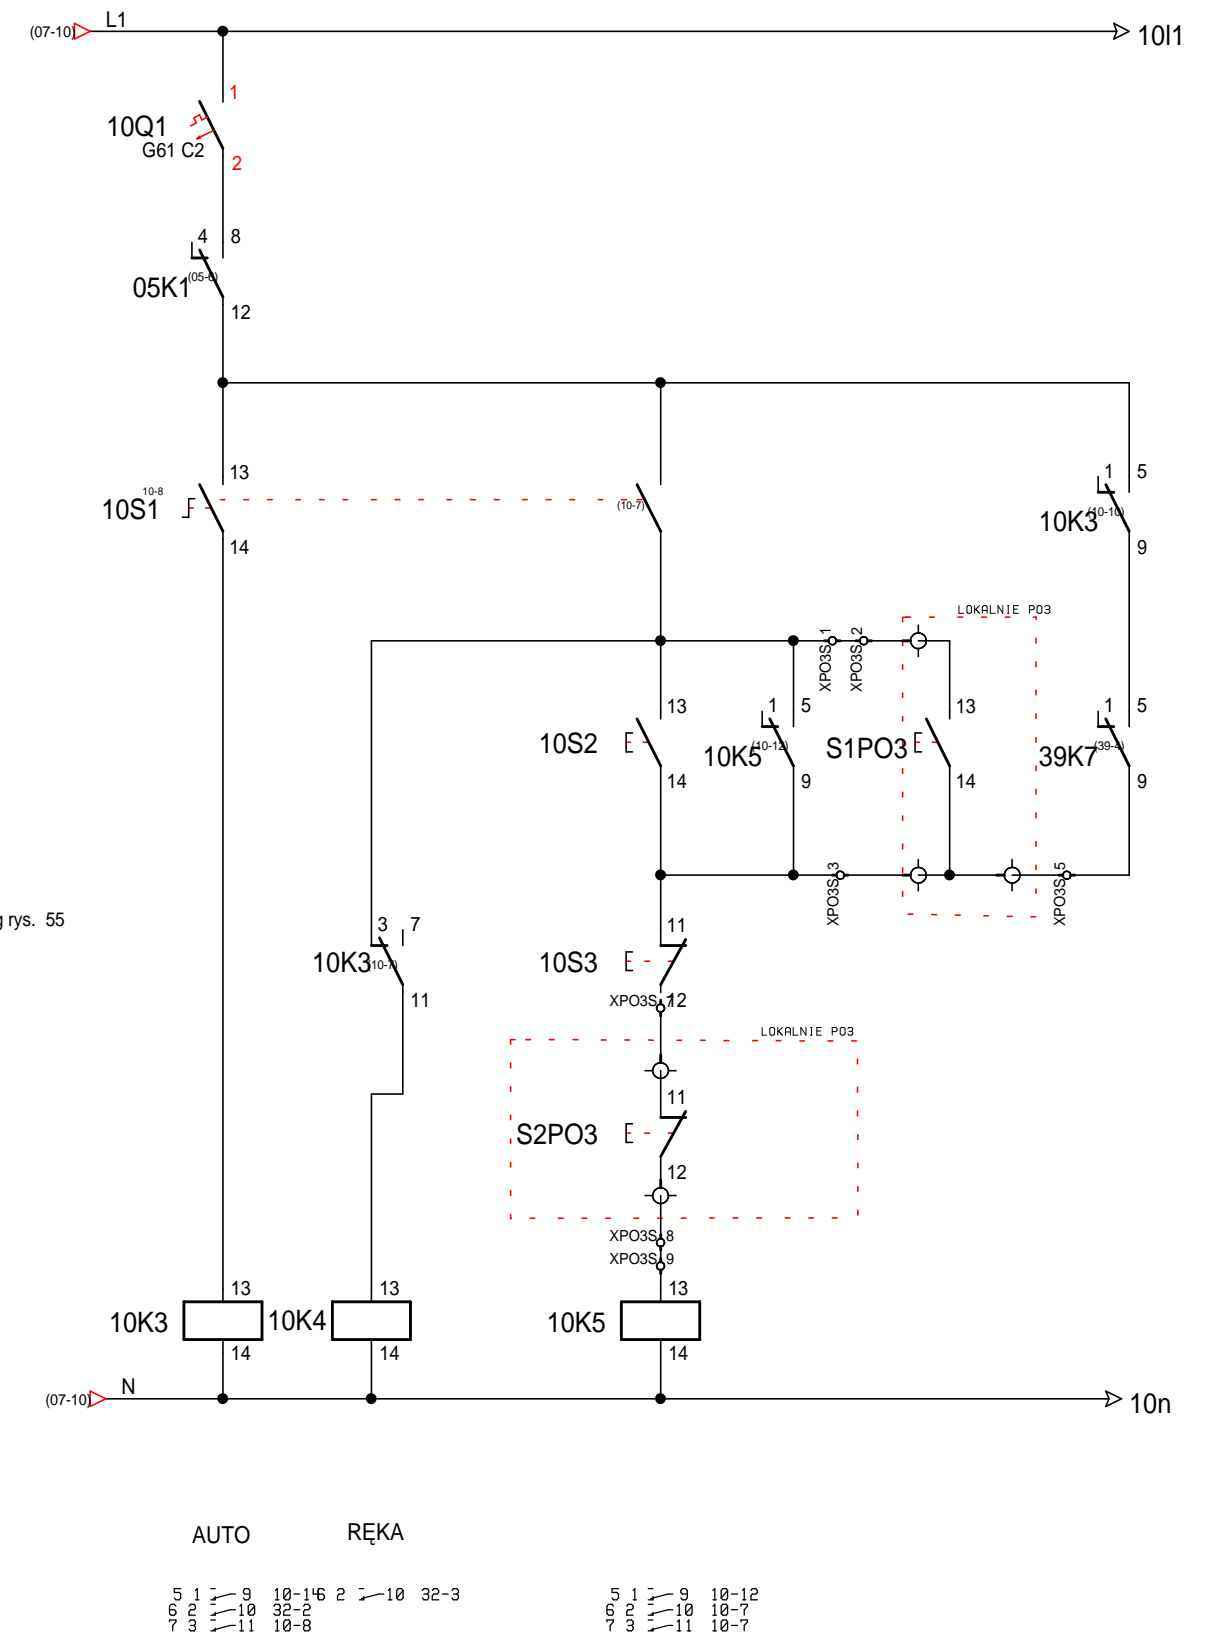 L1
(07-10)
10l1
1
10Q1
G61 C2
2
4 8
05K1 (05-6)
12
13
10-8
10S1
14
(10-7)
1 5
10K3 (10-10)
9
LOKALNIE PO3
XPO3S 1
XPO3S 2
13
10S2
14
1 5
10K5 (10-12)
9
13
S1PO3
14
1 5
39K7 (39-4)
9
XPO3S 3
XPO3S 5
rys. 55
3 7
10K3 (10-7)
11
11
10S3
XPO3S 7 12
LOKALNIE PO3
11
S2PO3
12
XPO3S 8
XPO3S 9
13
10K3
14
13
10K4
14
13
10K5
14
N
(07-10)
10n
AUTO
RĘKA
5 1 9 10-14
6 2 10 32-2
7 3 11 10-8
6 2 10 32-3
5 1 9 10-12
6 2 10 10-7
7 3 11 10-7